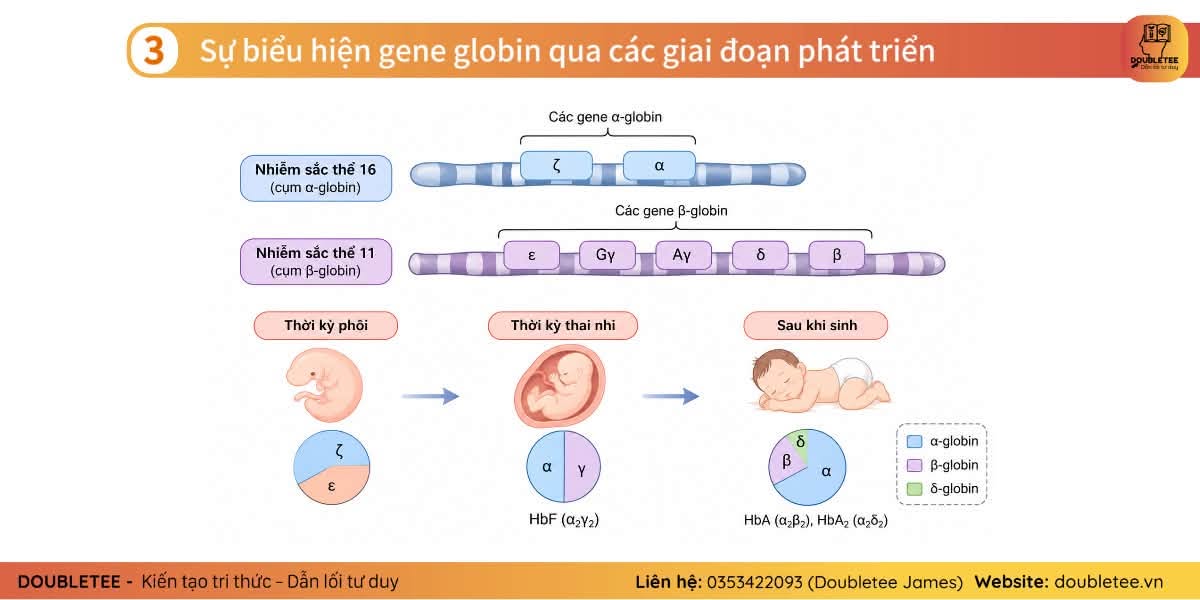 3 Sự biểu hiện gene globin qua các giai đoạn phát triển
DOUBLETEE
Dẫn lối tư duy
Các gene α-globin
Nhiễm sắc thể 16
(cụm α-globin)
ζ α
Các gene β-globin
Nhiễm sắc thể 11
(cụm β-globin)
ε Gγ Aγ δ β
Thời kỳ phôi Thời kỳ thai nhi Sau khi sinh
ζ
ε
α γ
δ
β
α
α-globin
β-globin
δ-globin
HbF (α₂γ₂)
HbA (α₂β₂), HbA₂ (α₂δ₂)
DOUBLETEE - Kiến tạo tri thức – Dẫn lối tư duy
Liên hệ: 0353422093 (Doubletee James) Website: doubletee.vn